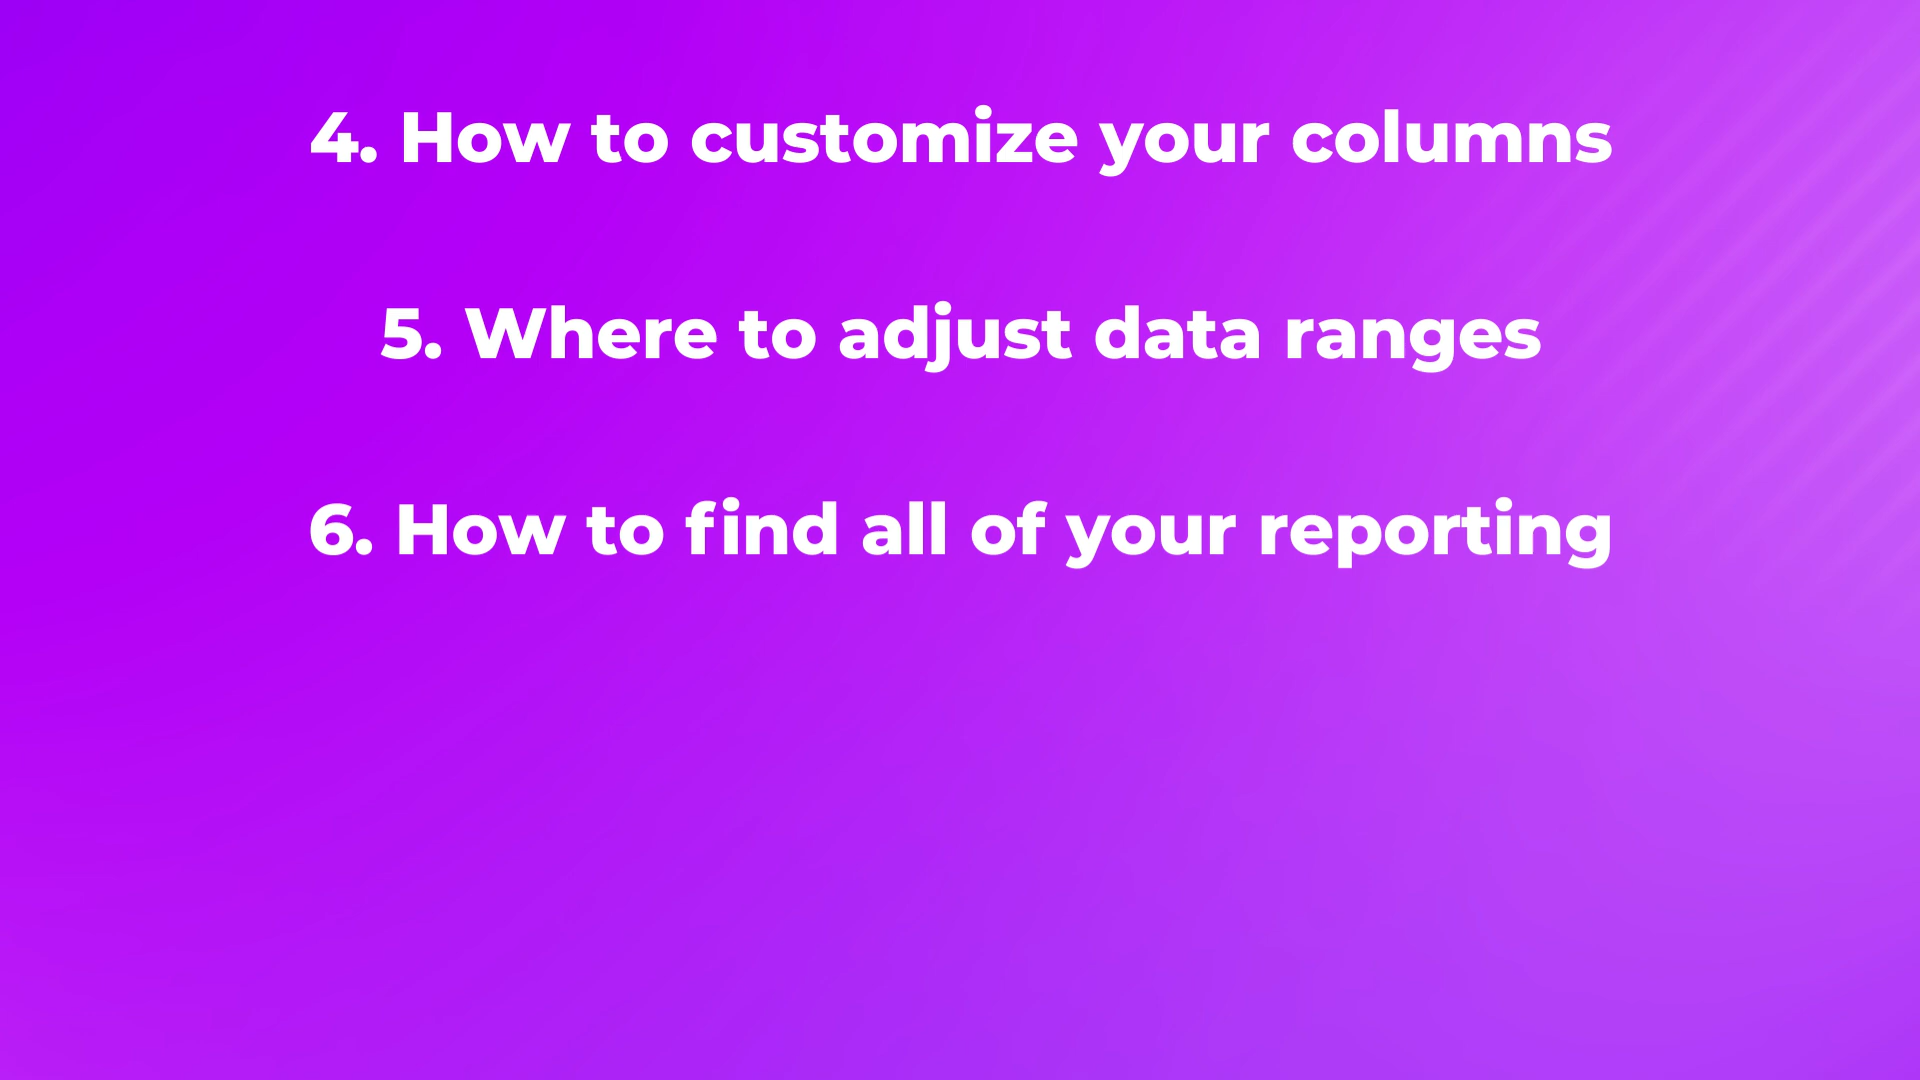 4. How to customize your columns
5. Where to adjust data ranges
6. How to find all of your reporting